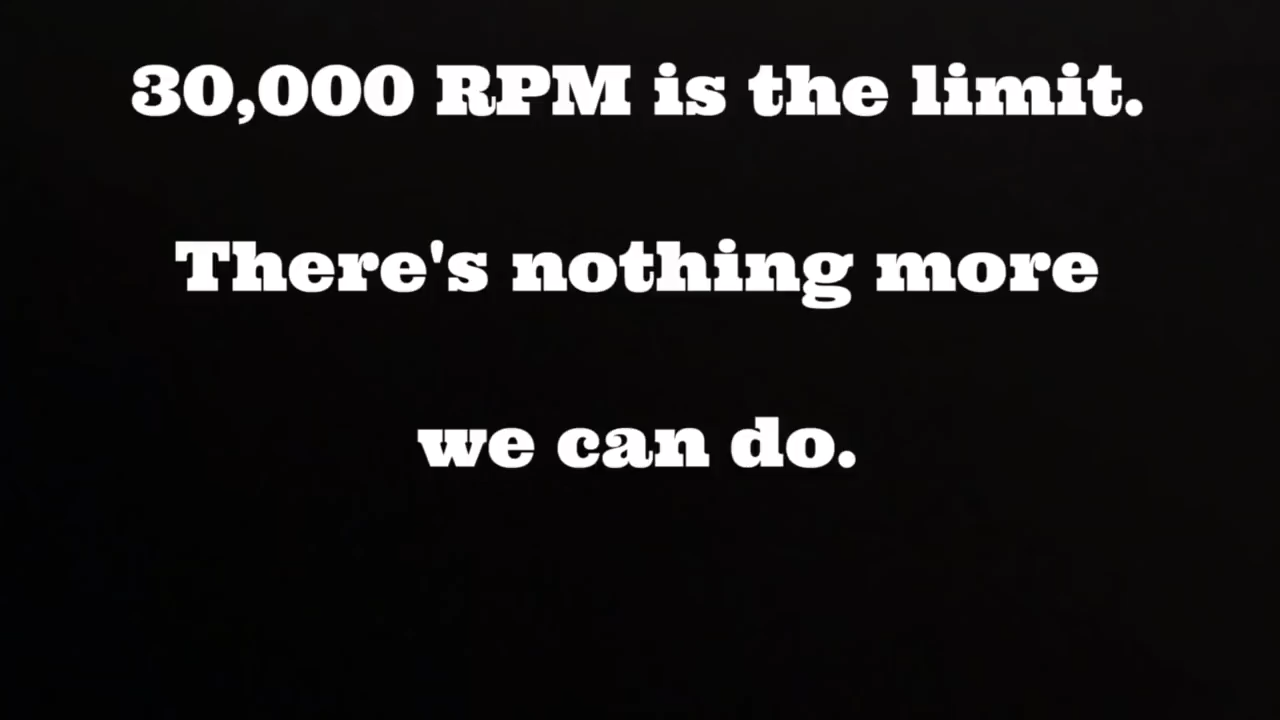 30,000 RPM is the limit.
There's nothing more
we can do.